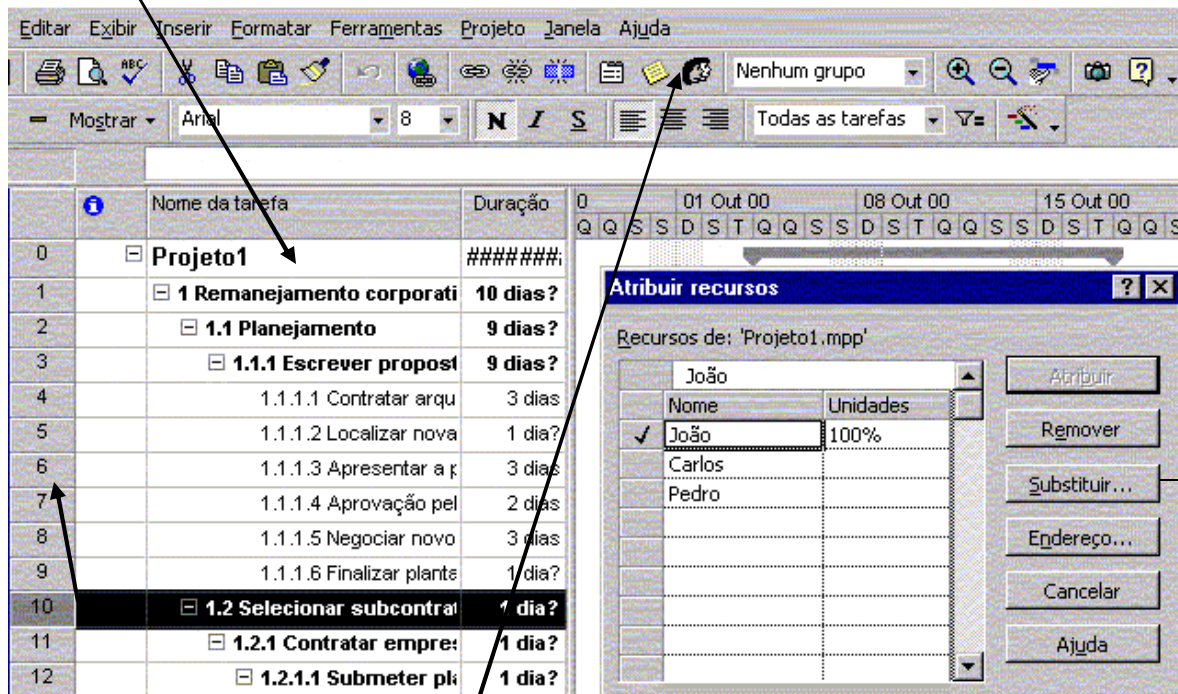 Editar Exibir Inserir Formatar Ferramentas Projeto Janela Ajuda
ABC Nenhum grupo
Mostrar Arial 8 N I S Todas as tarefas
Nome da tarefa Duração 0 01 Out 00 08 Out 00 15 Out 00
Q Q S S D S T Q Q S S D S T Q Q S S D S T Q Q S
0 Projeto1 #######
1 1 Remanejamento corporati 10 dias?
2 1.1 Planejamento 9 dias?
3 1.1.1 Escrever propost 9 dias?
4 1.1.1.1 Contratar arqu 3 dias
5 1.1.1.2 Localizar nova 1 dia?
6 1.1.1.3 Apresentar a p 3 dias
7 1.1.1.4 Aprovação pel 2 dias
8 1.1.1.5 Negociar novo 3 dias
9 1.1.1.6 Finalizar planta 1 dia?
10 1.2 Selecionar subcontrat 1 dia?
11 1.2.1 Contratar empres 1 dia?
12 1.2.1.1 Submeter pla 1 dia?
Atribuir recursos
Recursos de: 'Projeto1.mpp'
João
Nome Unidades
João 100%
Carlos
Pedro
Atribuir
Remover
Substituir...
Endereço...
Cancelar
Ajuda